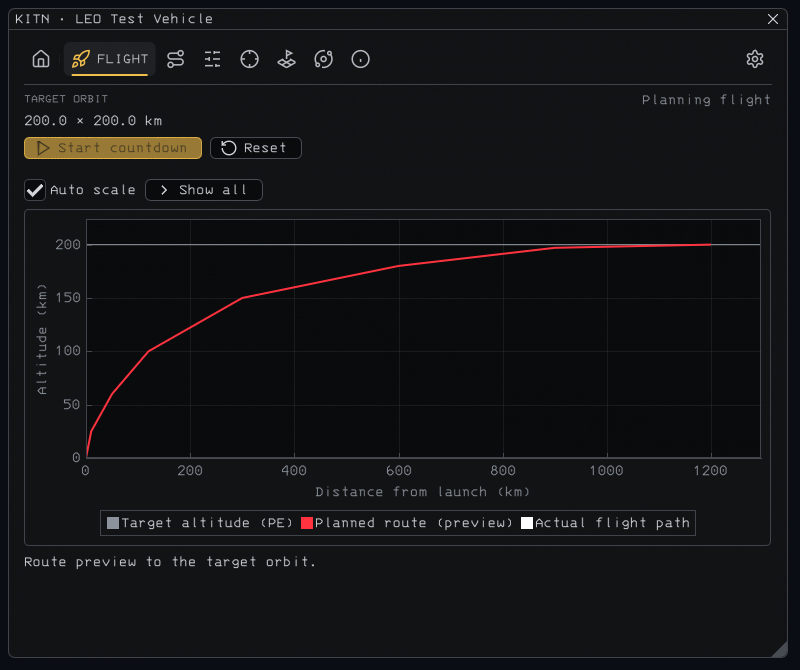 KITN · LEO Test Vehicle
FLIGHT
TARGET ORBIT
Planning flight
200.0 × 200.0 km
Start countdown
Reset
Auto scale
Show all
200
150
100
50
0
Altitude (km)
0 200 400 600 800 1000 1200
Distance from launch (km)
Target altitude (PE) Planned route (preview) Actual flight path
Route preview to the target orbit.